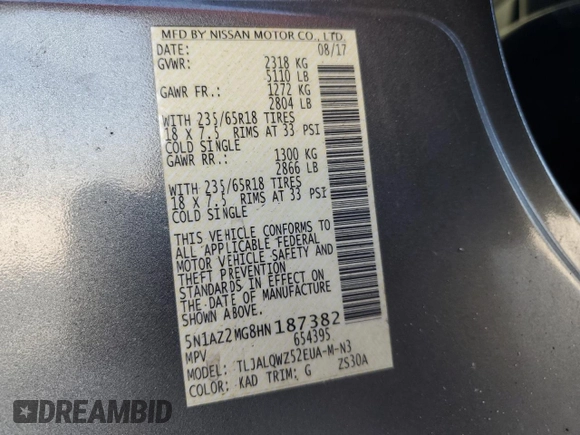 MFD BY NISSAN MOTOR CO., LTD.
DATE: 08/17
GVWR: 2318 KG
5110 LB
GAWR FR.: 1272 KG
2804 LB
WITH 235/65R18 TIRES
18 X 7.5 RIMS AT 33 PSI
COLD SINGLE
GAWR RR.: 1300 KG
2866 LB
WITH 235/65R18 TIRES
18 X 7.5 RIMS AT 33 PSI
COLD SINGLE
THIS VEHICLE CONFORMS TO
ALL APPLICABLE FEDERAL
MOTOR VEHICLE SAFETY AND
THEFT PREVENTION
STANDARDS IN EFFECT ON
THE DATE OF MANUFACTURE
SHOWN ABOVE.
5N1AZ2MG8HN187382
MPV 654395
MODEL: TLJALQWZ52EUA-M-N3
COLOR: KAD TRIM: G ZS30A
DREAMBID
dreambid.com